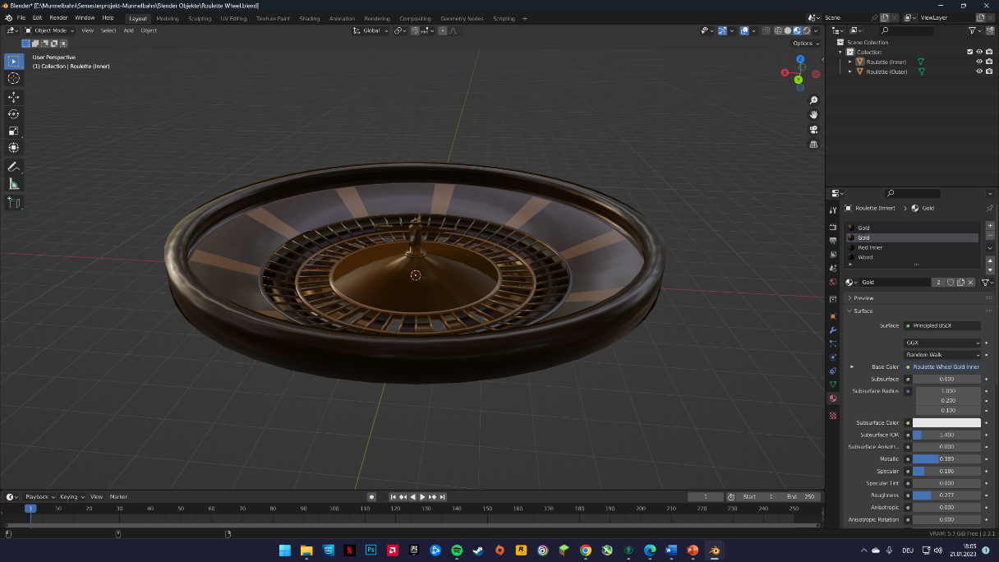 Blender* [E:\Murmelbahn\Semesterprojekt-Murmelbahn\Blender Objekte\Roulette Wheel.blend]
File Edit Render Window Help Layout Modeling Sculpting UV Editing Texture Paint Shading Animation Rendering Compositing Geometry Nodes Scripting + Scene ViewLayer
Object Mode View Select Add Object Global
Options
User Perspective
(1) Collection | Roulette (Inner)
Z
X
Y
Scene Collection
Collection
Roulette (Inner)
Roulette (Outer)
Roulette (Inner) > Gold
Gold
Gold
Red Inner
Wood
Gold 2
Preview
Surface
Surface Principled BSDF
GGX
Random Walk
Base Color Roulette Wheel Gold Inner
Subsurface 0.000
Subsurface Radius 1.000
0.200
0.100
Subsurface Color
Subsurface IOR 1.400
Subsurface Anisotr.. 0.000
Metallic 0.389
Specular 0.186
Specular Tint 0.000
Roughness 0.277
Anisotropic 0.000
Anisotropic Rotation 0.000
Playback Keying View Marker 1 Start 1 End 250
1 10 20 30 40 50 60 70 80 90 100 110 120 130 140 150 160 170 180 190 200 210 220 230 240 250
VRAM: 5.7 GiB Free | 3.3.1
DEU 18:05
21.01.2023